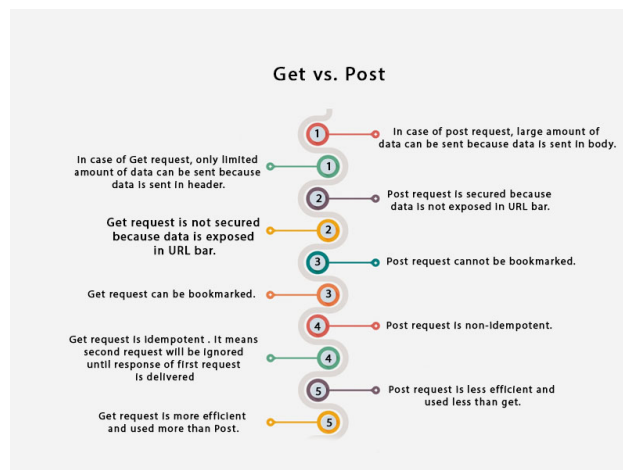 Get vs. Post
1
In case of post request, large amount of
data can be sent because data is sent in body.
In case of Get request, only limited
amount of data can be sent because
data is sent in header.
1
2
Post request is secured because
data is not exposed in URL bar.
Get request is not secured
because data is exposed
in URL bar.
2
3
Post request cannot be bookmarked.
Get request can be bookmarked.
3
4
Post request is non-idempotent.
Get request is idempotent . It means
second request will be ignored
until response of first request
is delivered
4
5
Post request is less efficient and
used less than get.
Get request is more efficient
and used more than Post.
5